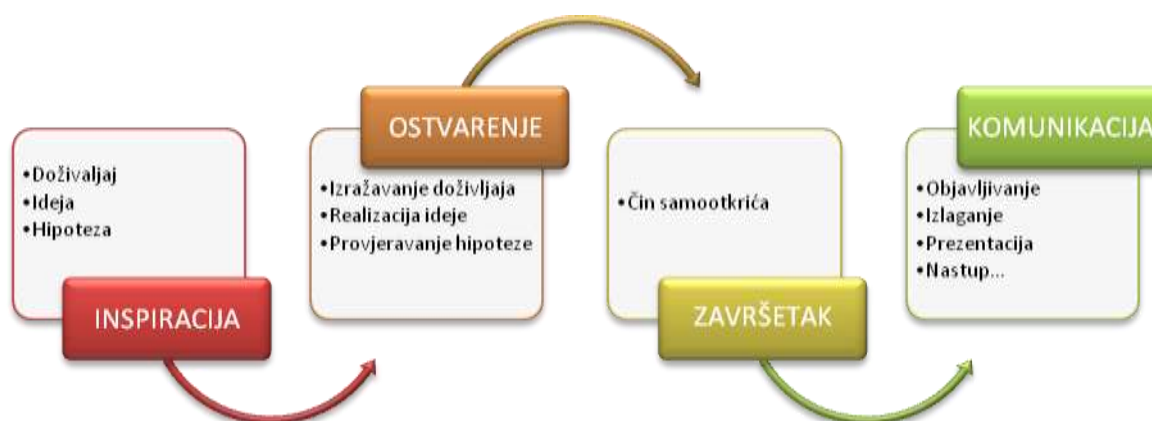 •Doživaljaj
•Ideja
•Hipoteza
INSPIRACIJA
OSTVARENJE
•Izražavanje doživljaja
•Realizacija ideje
•Provjeravanje hipoteze
•Čin samootkrića
ZAVRŠETAK
KOMUNIKACIJA
•Objavljivanje
•Izlaganje
•Prezentacija
•Nastup...